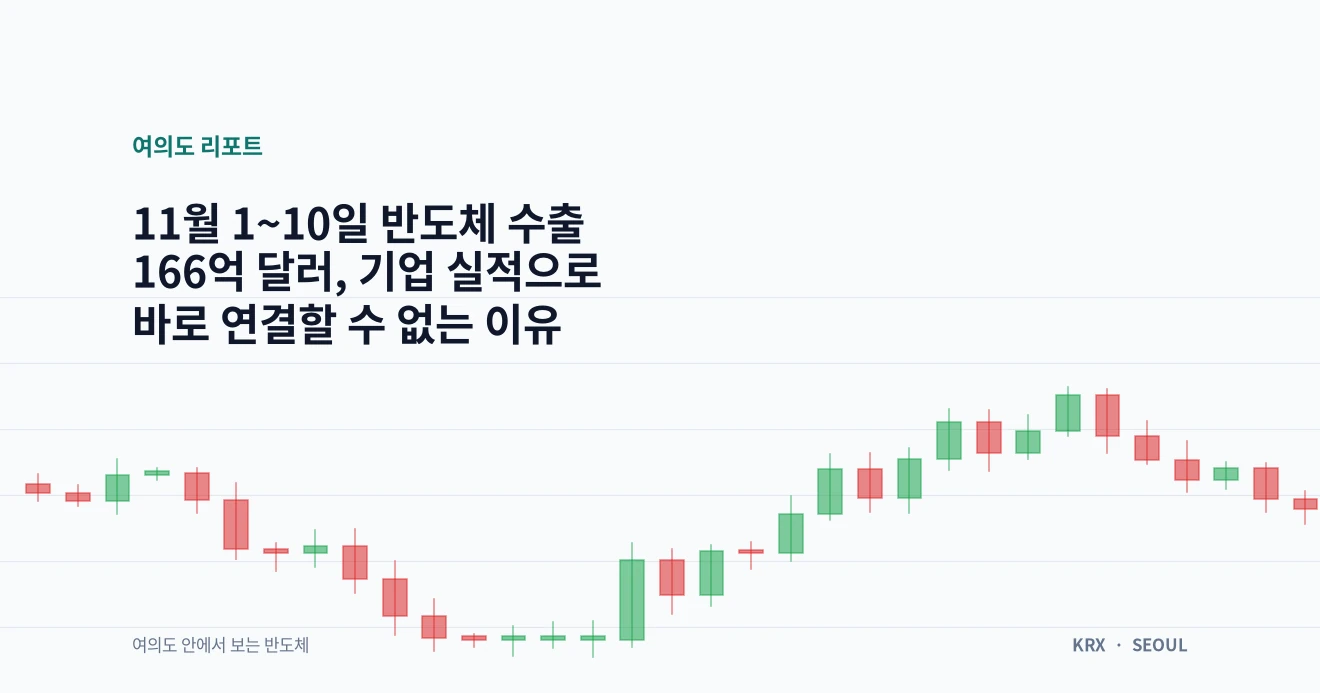 여의도 리포트
11월 1~10일 반도체 수출
166억 달러, 기업 실적으로
바로 연결할 수 없는 이유
여의도 안에서 보는 반도체
KRX · SEOUL